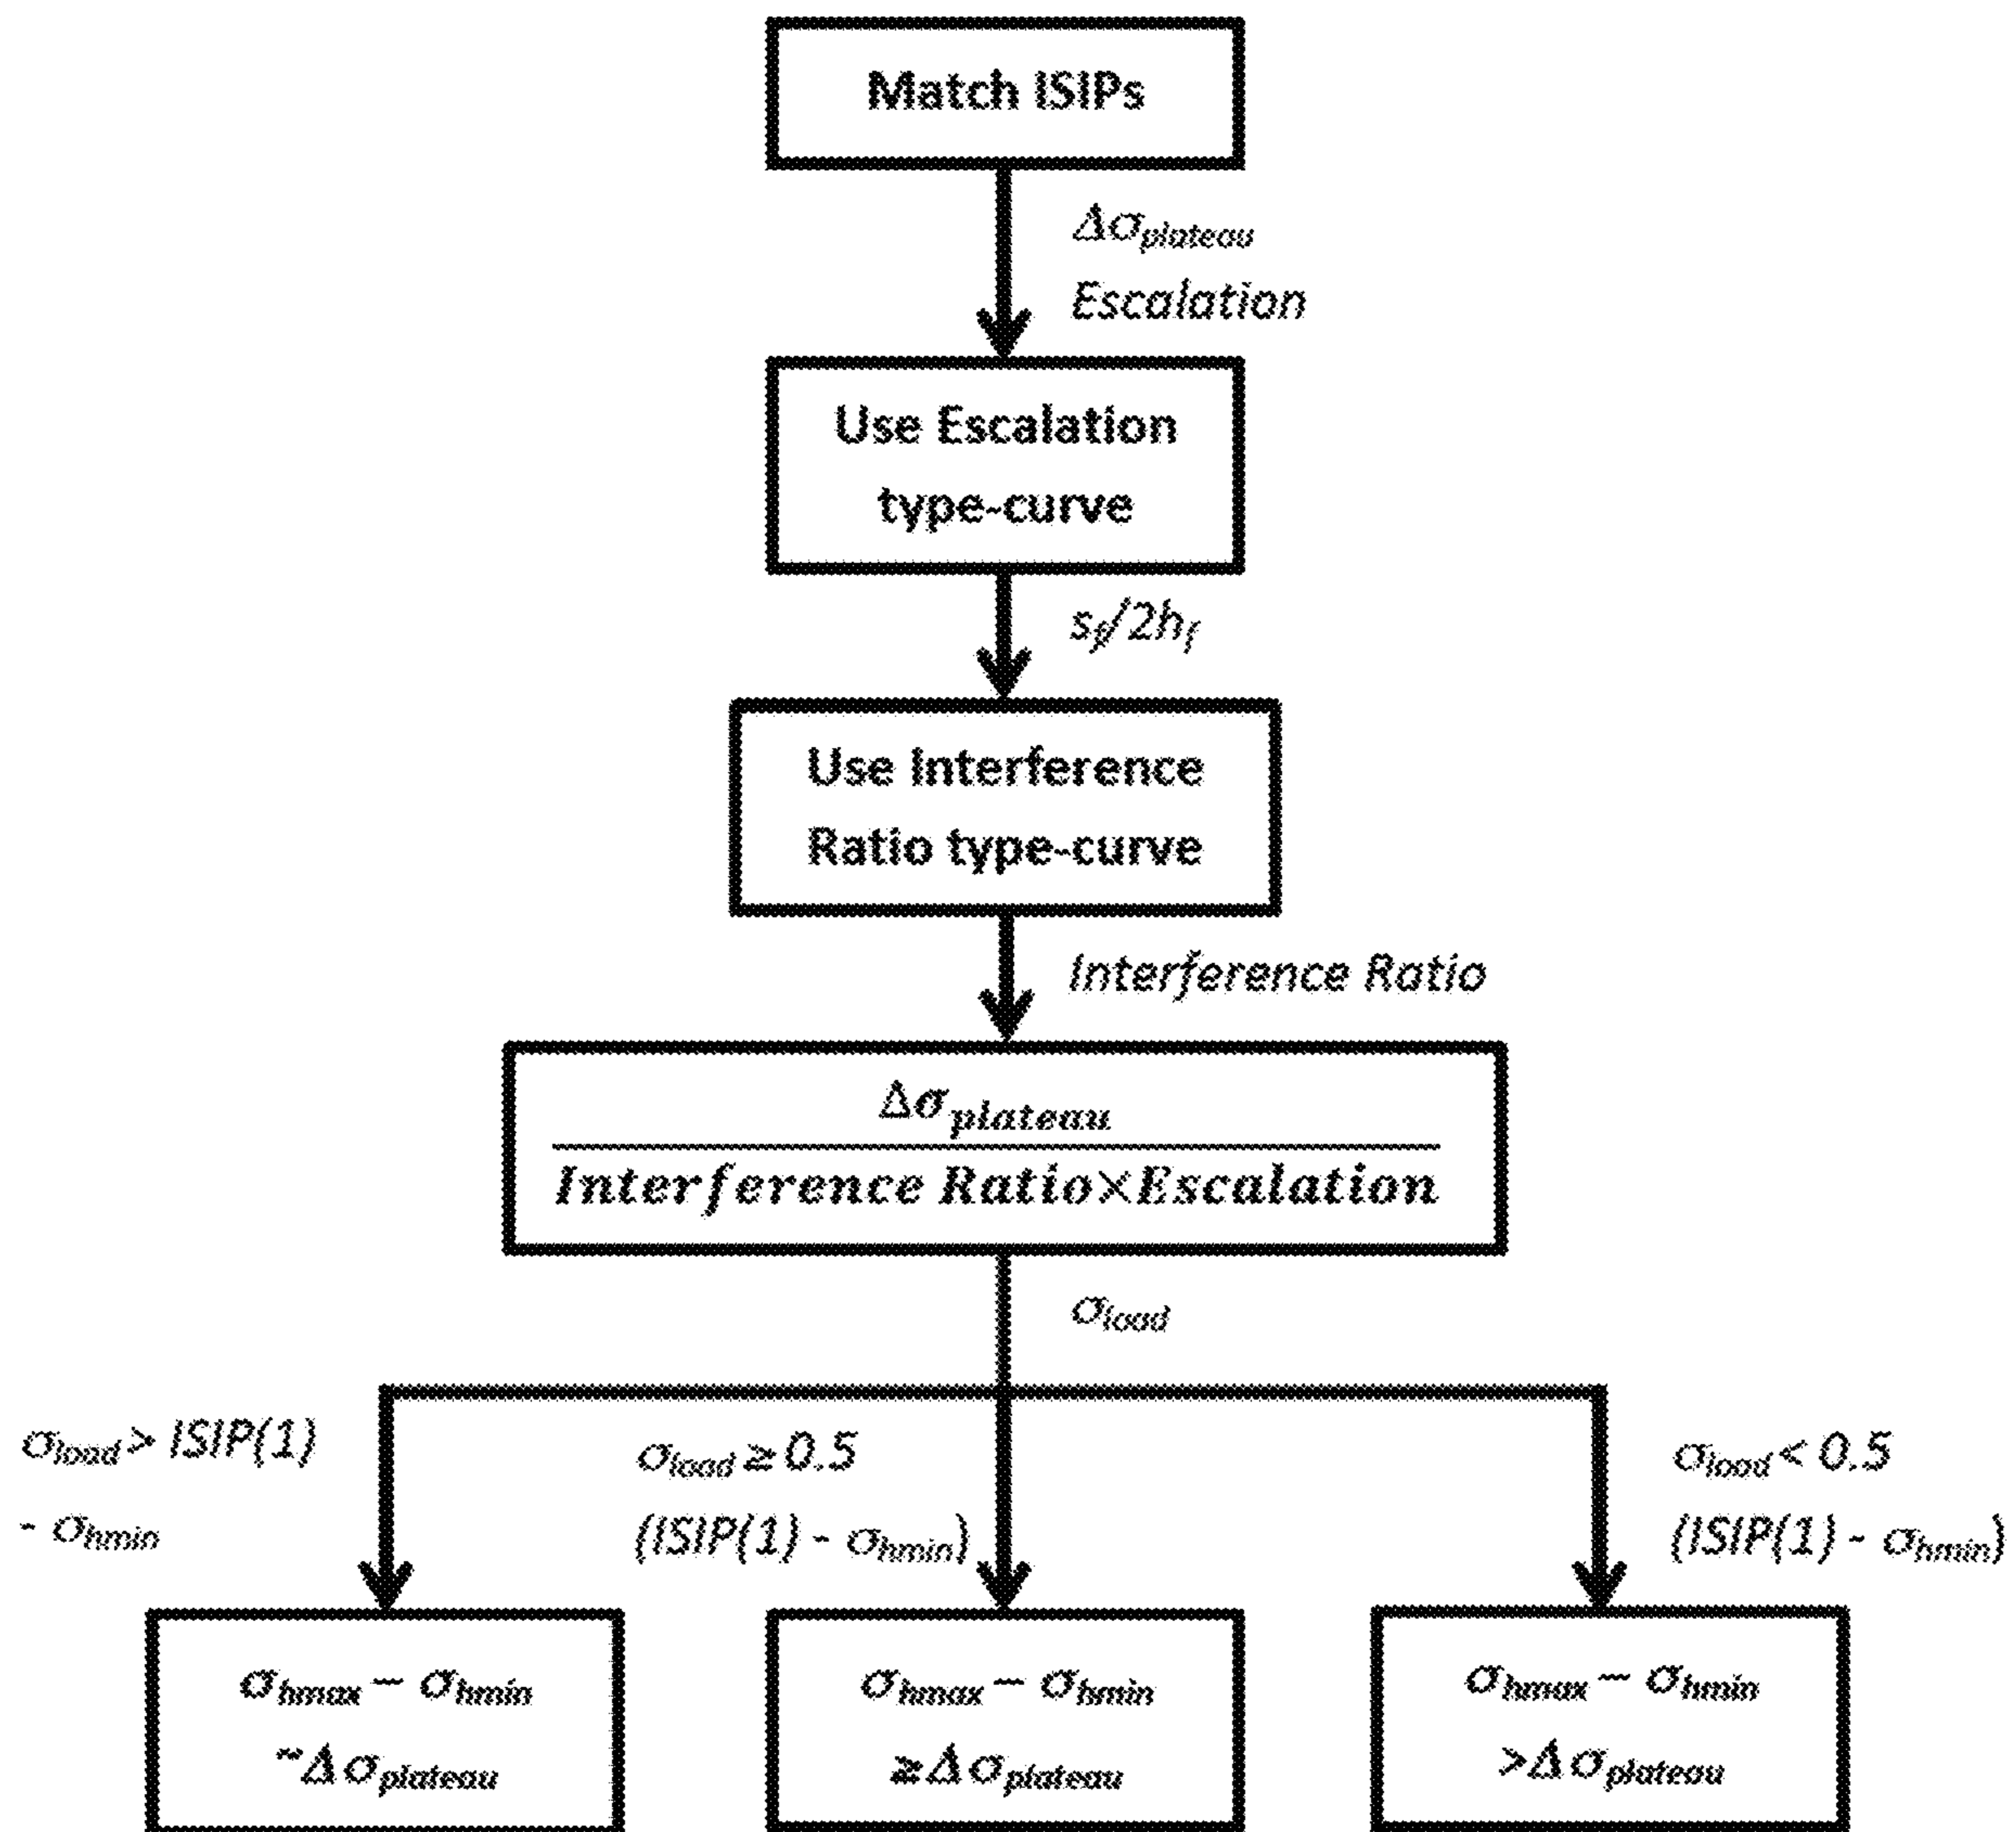 Match ISIPs
Δσplateau
Escalation
Use Escalation
type-curve
sf/2hf
Use Interference
Ratio type-curve
Interference Ratio
Δσplateau
Interference Ratio×Escalation
σload
σload > ISIP(1)
- σhmin
σload ≥ 0.5
(ISIP(1) - σhmin)
σload < 0.5
(ISIP(1) - σhmin)
σhmax – σhmin
~Δσplateau
σhmax – σhmin
≥Δσplateau
σhmax – σhmin
>Δσplateau